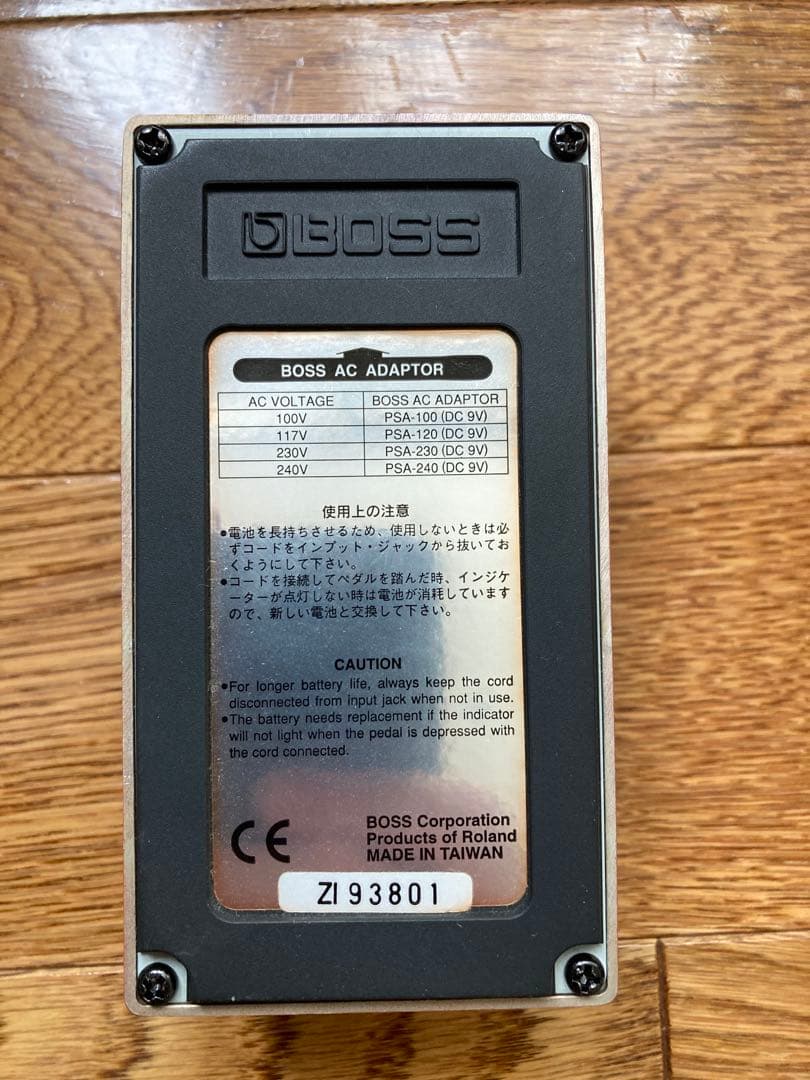 BOSS
BOSS AC ADAPTOR
AC VOLTAGE BOSS AC ADAPTOR
100V PSA-100 (DC 9V)
117V PSA-120 (DC 9V)
230V PSA-230 (DC 9V)
240V PSA-240 (DC 9V)
使用上の注意
●電池を長持ちさせるため、使用しないときは必
ずコードをインプット・ジャックから抜いてお
くようにして下さい。
●コードを接続してペダルを踏んだ時、インジケ
ーターが点灯しない時は電池が消耗しています
ので、新しい電池と交換して下さい。
CAUTION
●For longer battery life, always keep the cord
disconnected from input jack when not in use.
●The battery needs replacement if the indicator
will not light when the pedal is depressed with
the cord connected.
CE
BOSS Corporation
Products of Roland
MADE IN TAIWAN
ZI 93801